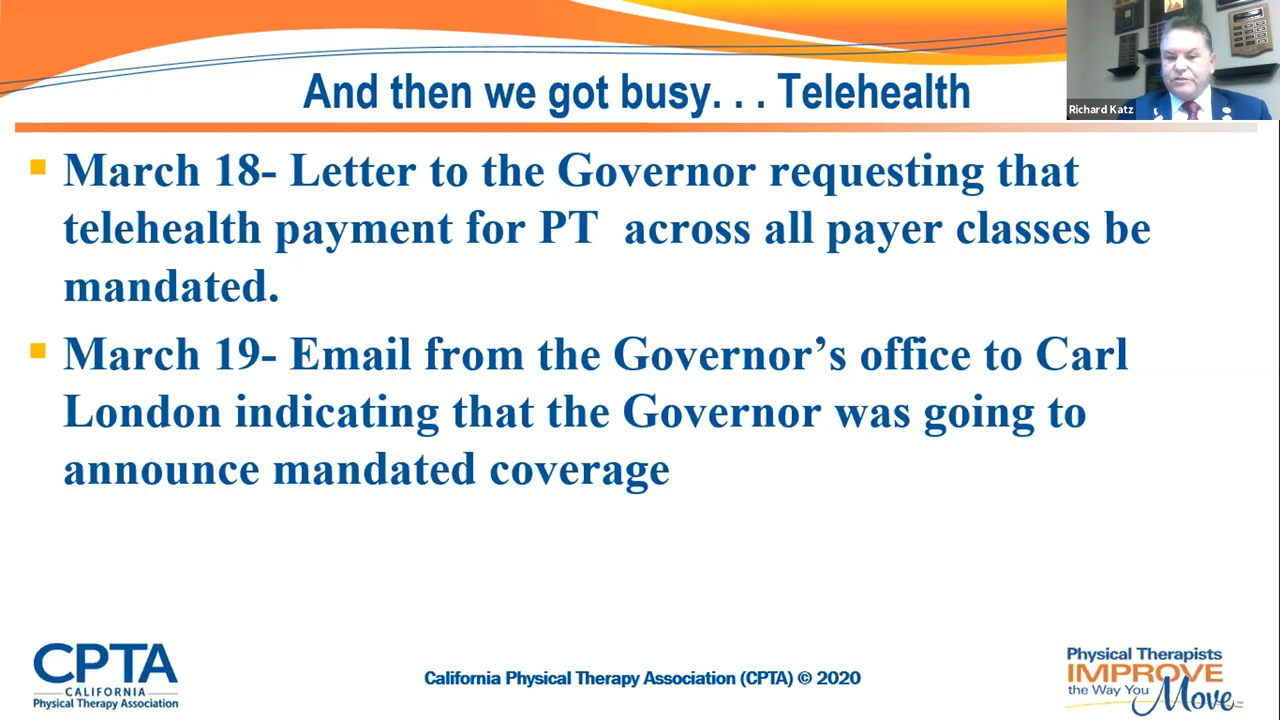 And then we got busy. . . Telehealth
Richard Katz
▪ March 18- Letter to the Governor requesting that
telehealth payment for PT across all payer classes be
mandated.
▪ March 19- Email from the Governor’s office to Carl
London indicating that the Governor was going to
announce mandated coverage
CPTA
CALIFORNIA
Physical Therapy Association
California Physical Therapy Association (CPTA) © 2020
Physical Therapists
IMPROVE
the Way You
Move